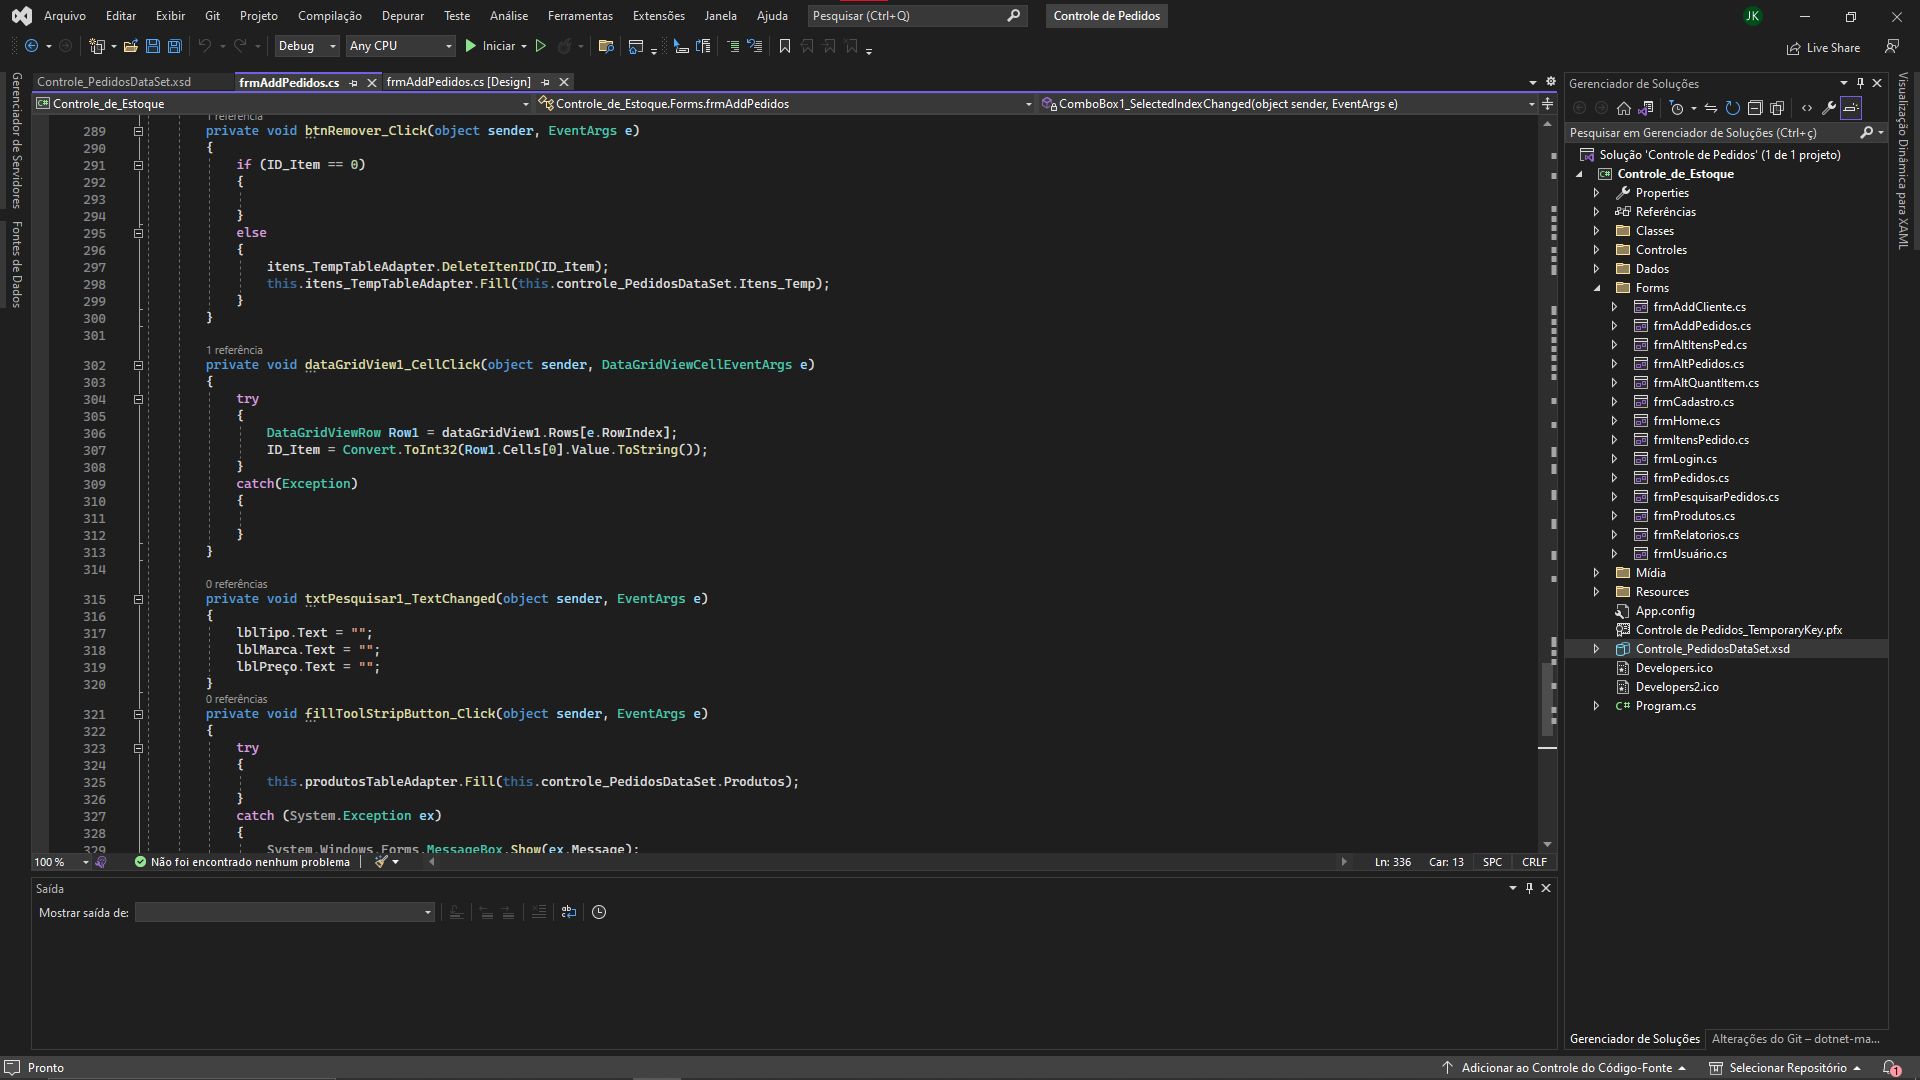 Arquivo Editar Exibir Git Projeto Compilação Depurar Teste Análise Ferramentas Extensões Janela Ajuda Pesquisar (Ctrl+Q) Controle de Pedidos JK
Debug Any CPU Iniciar Live Share
Gerenciador de Servidores
Fontes de Dados
Controle_PedidosDataSet.xsd frmAddPedidos.cs frmAddPedidos.cs [Design]
Controle_de_Estoque Controle_de_Estoque.Forms.frmAddPedidos ComboBox1_SelectedIndexChanged(object sender, EventArgs e)
1 referência
289 private void btnRemover_Click(object sender, EventArgs e)
290 {
291 if (ID_Item == 0)
292 {
293
294 }
295 else
296 {
297 itens_TempTableAdapter.DeleteItenID(ID_Item);
298 this.itens_TempTableAdapter.Fill(this.controle_PedidosDataSet.Itens_Temp);
299 }
300 }
301
1 referência
302 private void dataGridView1_CellClick(object sender, DataGridViewCellEventArgs e)
303 {
304 try
305 {
306 DataGridViewRow Row1 = dataGridView1.Rows[e.RowIndex];
307 ID_Item = Convert.ToInt32(Row1.Cells[0].Value.ToString());
308 }
309 catch(Exception)
310 {
311
312 }
313 }
314
0 referências
315 private void txtPesquisar1_TextChanged(object sender, EventArgs e)
316 {
317 lblTipo.Text = "";
318 lblMarca.Text = "";
319 lblPreço.Text = "";
320 }
0 referências
321 private void fillToolStripButton_Click(object sender, EventArgs e)
322 {
323 try
324 {
325 this.produtosTableAdapter.Fill(this.controle_PedidosDataSet.Produtos);
326 }
327 catch (System.Exception ex)
328 {
329 System.Windows.Forms.MessageBox.Show(ex.Message);
100 % Não foi encontrado nenhum problema Ln: 336 Car: 13 SPC CRLF
Saída
Mostrar saída de:
Gerenciador de Soluções
Pesquisar em Gerenciador de Soluções (Ctrl+ç)
Solução 'Controle de Pedidos' (1 de 1 projeto)
Controle_de_Estoque
Properties
Referências
Classes
Controles
Dados
Forms
frmAddCliente.cs
frmAddPedidos.cs
frmAltItensPed.cs
frmAltPedidos.cs
frmAltQuantItem.cs
frmCadastro.cs
frmHome.cs
frmItensPedido.cs
frmLogin.cs
frmPedidos.cs
frmPesquisarPedidos.cs
frmProdutos.cs
frmRelatorios.cs
frmUsuário.cs
Mídia
Resources
App.config
Controle de Pedidos_TemporaryKey.pfx
Controle_PedidosDataSet.xsd
Developers.ico
Developers2.ico
C# Program.cs
Gerenciador de Soluções Alterações do Git – dotnet-ma...
Visualização Dinâmica para XAML
Pronto Adicionar ao Controle do Código-Fonte Selecionar Repositório 1